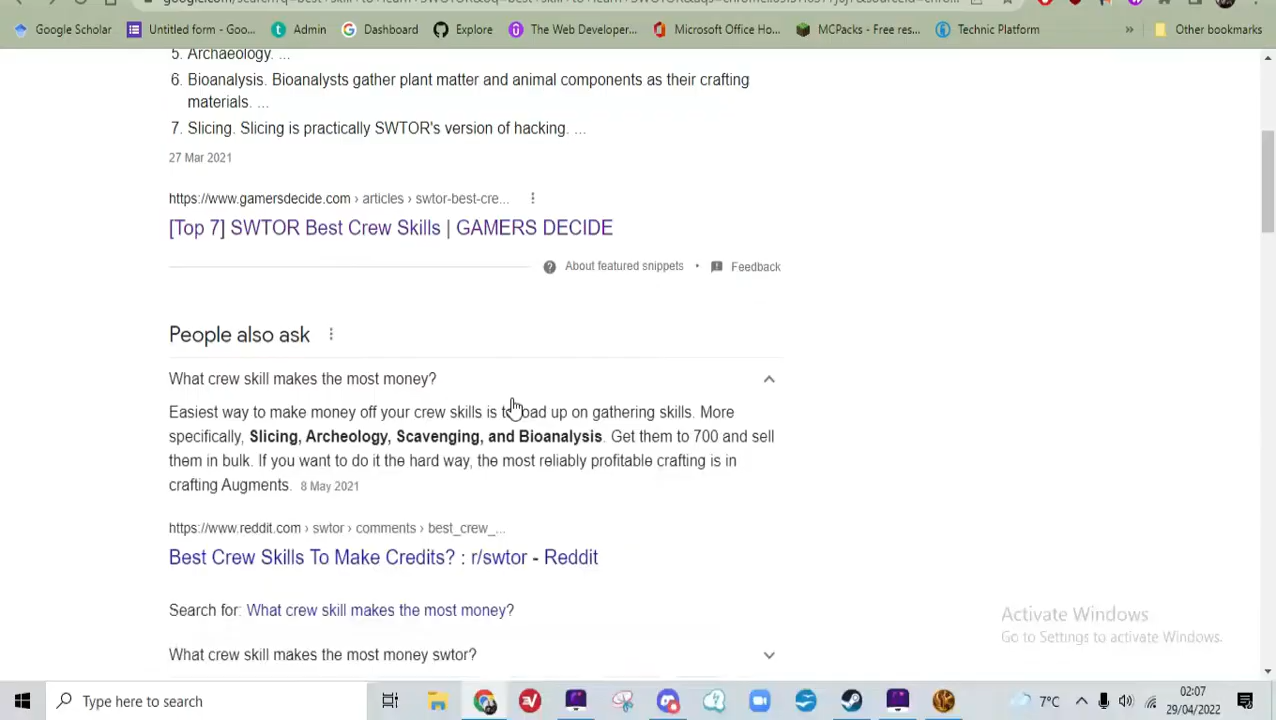 Google Scholar
Untitled form - Go...
Admin
Dashboard
Explore
The Web Developer...
Microsoft Office Ho...
MCPacks - Free Res...
Technic Platform
»
Other bookmarks
5. Archaeology. ...
6. Bioanalysis. Bioanalysts gather plant matter and animal components as their crafting
materials. ...
7. Slicing. Slicing is practically SWTOR's version of hacking. ...
27 Mar 2021
https://www.gamersdecide.com › articles › swtor-best-cre...
[Top 7] SWTOR Best Crew Skills | GAMERS DECIDE
About featured snippets • Feedback
People also ask
What crew skill makes the most money?
Easiest way to make money off your crew skills is to load up on gathering skills. More
specifically, Slicing, Archeology, Scavenging, and Bioanalysis. Get them to 700 and sell
them in bulk. If you want to do it the hard way, the most reliably profitable crafting is in
crafting Augments. 8 May 2021
https://www.reddit.com › swtor › comments › best_crew_...
Best Crew Skills To Make Credits? : r/swtor - Reddit
Search for: What crew skill makes the most money?
What crew skill makes the most money swtor?
Activate Windows
Go to Settings to activate Windows.
Type here to search
7°C
02:07
29/04/2022